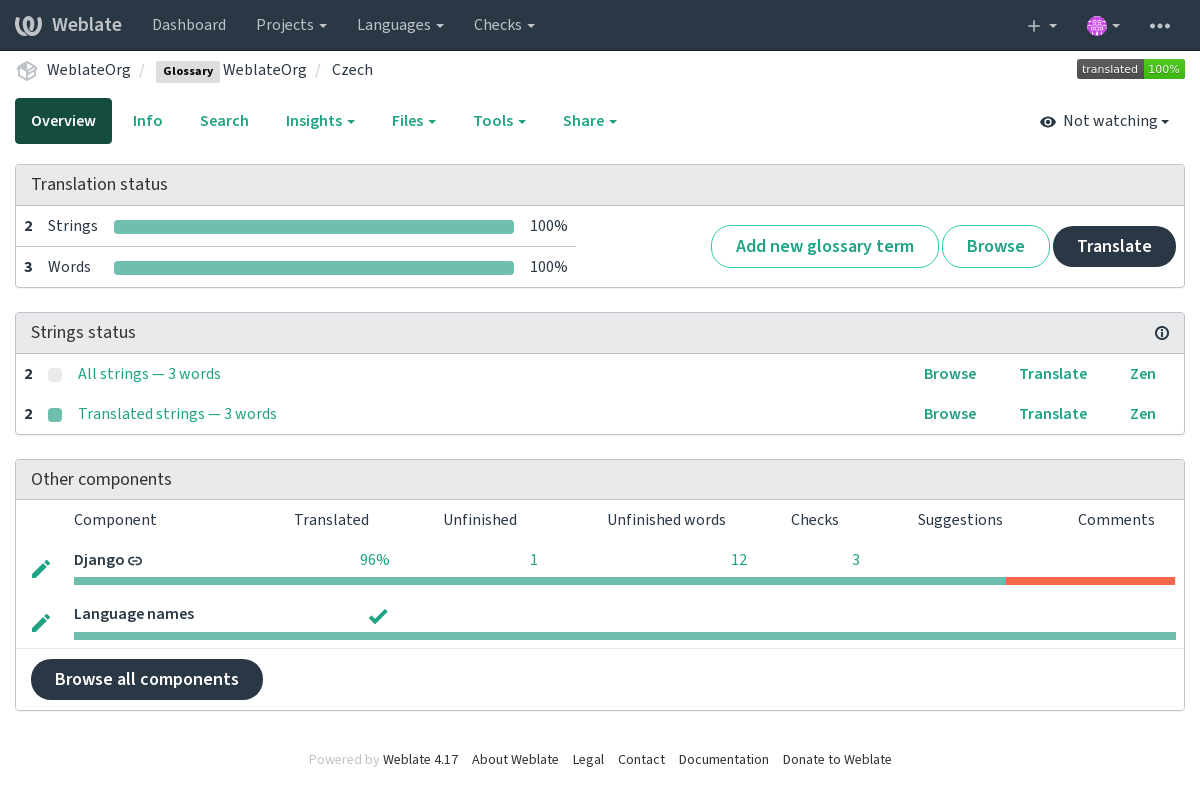 Weblate Dashboard Projects Languages Checks
WeblateOrg / Glossary WeblateOrg / Czech translated 100%
Overview Info Search Insights Files Tools Share Not watching
Translation status
2 Strings 100%
3 Words 100%
Add new glossary term Browse Translate
Strings status
2 All strings — 3 words Browse Translate Zen
2 Translated strings — 3 words Browse Translate Zen
Other components
Component Translated Unfinished Unfinished words Checks Suggestions Comments
Django 96% 1 12 3
Language names
Browse all components
Powered by Weblate 4.17 About Weblate Legal Contact Documentation Donate to Weblate